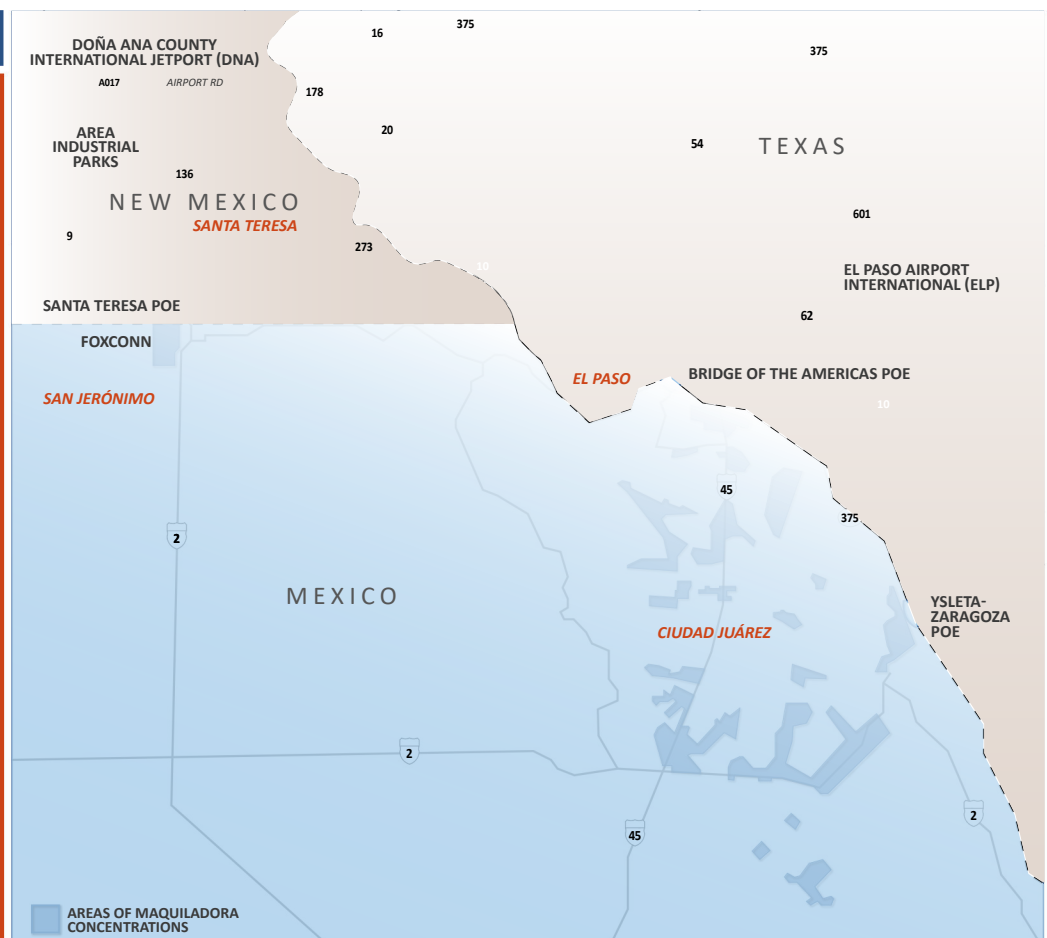 375
16
375
DOÑA ANA COUNTY
INTERNATIONAL JETPORT (DNA)
A017
AIRPORT RD
178
20
AREA
INDUSTRIAL
PARKS
54
TEXAS
136
NEW MEXICO
SANTA TERESA
601
9
273
10
EL PASO AIRPORT
INTERNATIONAL (ELP)
SANTA TERESA POE
62
FOXCONN
EL PASO
BRIDGE OF THE AMERICAS POE
SAN JERÓNIMO
10
45
375
2
MEXICO
YSLETA-
ZARAGOZA
POE
CIUDAD JUÁREZ
2
2
45
AREAS OF MAQUILADORA
CONCENTRATIONS